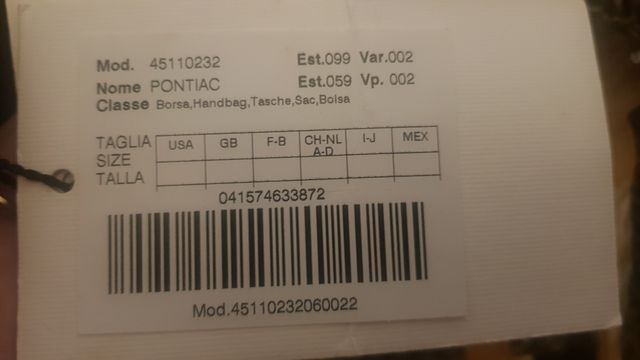 Mod. 45110232 Est.099 Var.002
Nome PONTIAC Est.059 Vp. 002
Classe Borsa,Handbag,Tasche,Sac,Bolsa
TAGLIA USA GB F-B CH-NL I-J MEX
SIZE A-D
TALLA
041574633872
Mod.45110232060022